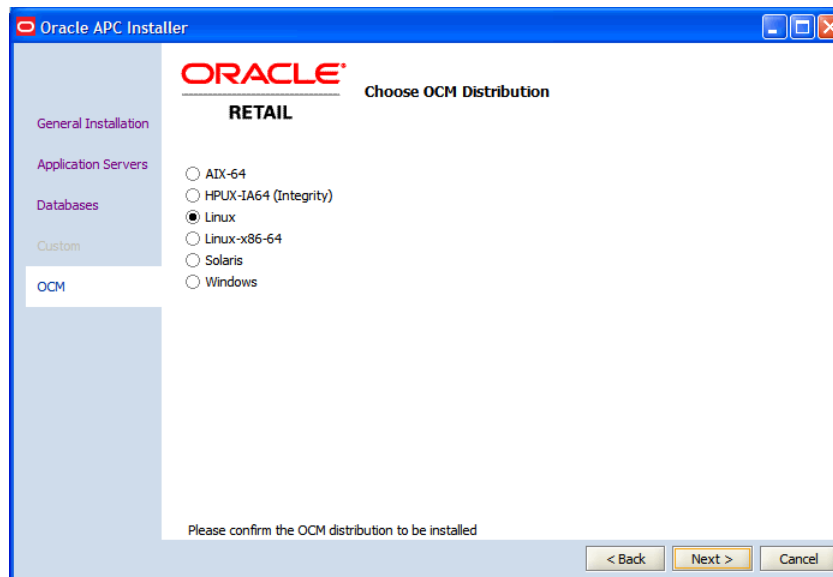 Oracle APC Installer
ORACLE
RETAIL
Choose OCM Distribution
General Installation
Application Servers
Databases
Custom
OCM
AIX-64
HPUX-IA64 (Integrity)
Linux
Linux-x86-64
Solaris
Windows
Please confirm the OCM distribution to be installed
< Back
Next >
Cancel